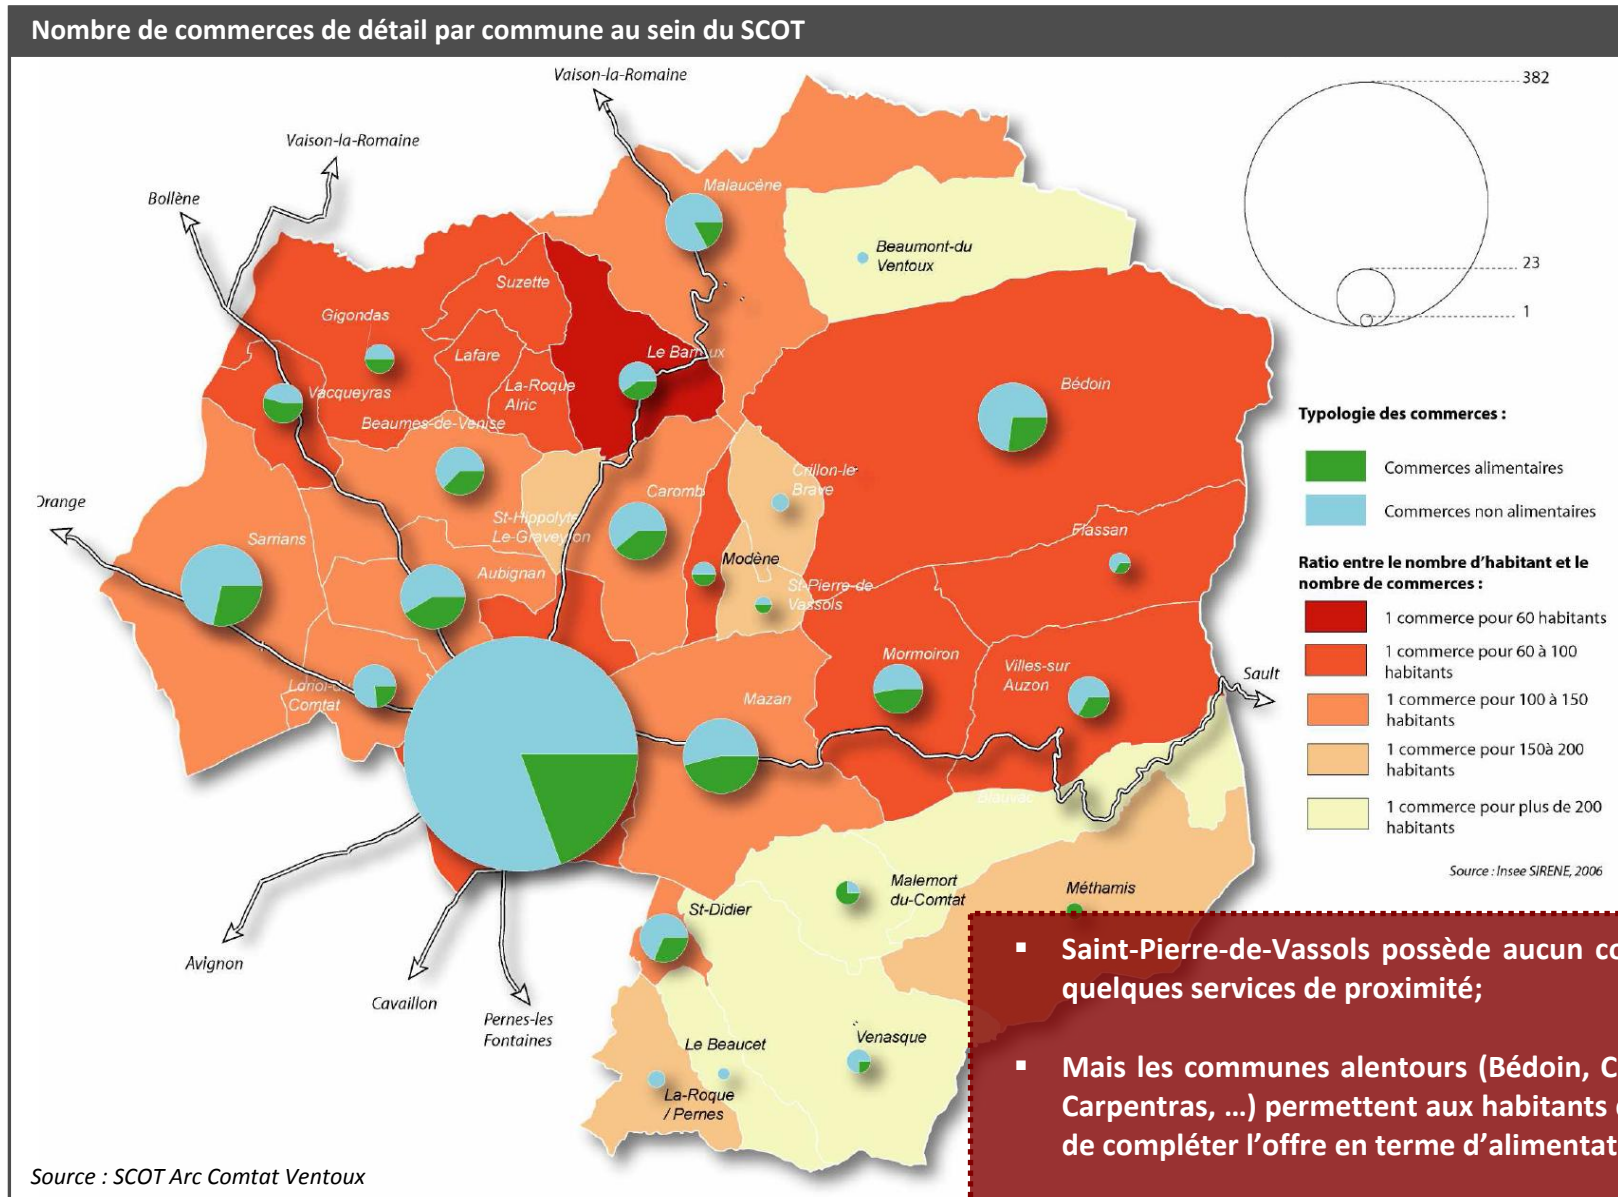 Nombre de commerces de détail par commune au sein du SCOT
Vaison-la-Romaine
382
Vaison-la-Romaine
Bollène
Malaucène
Beaumont-du
Ventoux
23
1
Suzette
Gigondas
Lafare
Le Barroux
La-Roque
Alric
Vacqueyras
Bédoin
Beaumes-de-Venise
Typologie des commerces :
Commerces alimentaires
Commerces non alimentaires
Orange
Crillon-le
Brave
Caromb
St-Hippolyte
Le-Graveyron
Sarrians
Flassan
Modène
Aubignan
St-Pierre-de
Vassols
Ratio entre le nombre d'habitant et le
nombre de commerces :
1 commerce pour 60 habitants
1 commerce pour 60 à 100
habitants
1 commerce pour 100 à 150
habitants
1 commerce pour 150à 200
habitants
1 commerce pour plus de 200
habitants
Mormoiron
Villes-sur
Auzon
Sault
Loriol-du
Comtat
Mazan
Blauvac
Source : Insee SIRENE, 2006
Malemort
du-Comtat
Méthamis
St-Didier
Avignon
Cavaillon
Pernes-les
Fontaines
Le Beaucet
Venasque
La-Roque
/ Pernes
▪ Saint-Pierre-de-Vassols possède aucun
quelques services de proximité;
▪ Mais les communes alentours (Bédoin,
Carpentras, …) permettent aux habitants
de compléter l'offre en terme
Source : SCOT Arc Comtat Ventoux